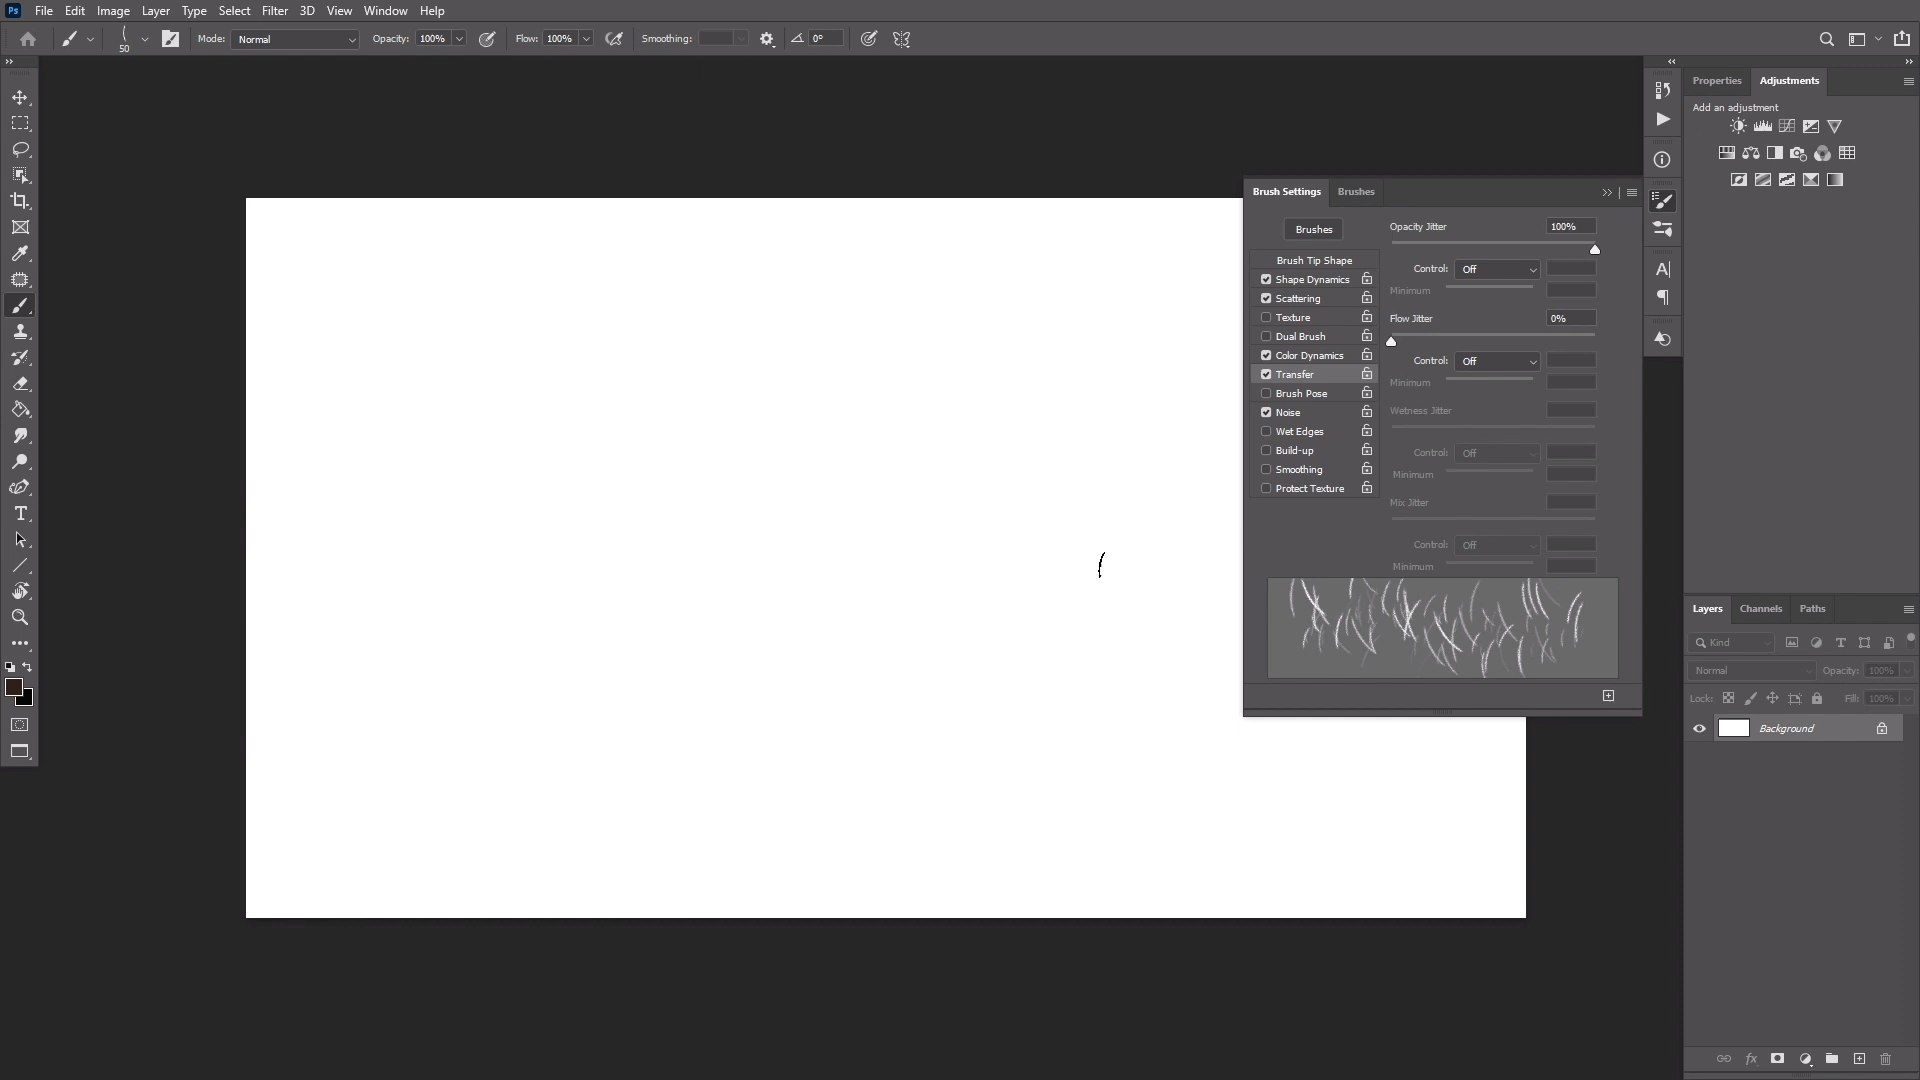 Ps File Edit Image Layer Type Select Filter 3D View Window Help
50 Mode: Normal Opacity: 100% Flow: 100% Smoothing: 0°
Properties Adjustments
Add an adjustment
Brush Settings Brushes
Brushes
Brush Tip Shape
Shape Dynamics
Scattering
Texture
Dual Brush
Color Dynamics
Transfer
Brush Pose
Noise
Wet Edges
Build-up
Smoothing
Protect Texture
Opacity Jitter 100%
Control: Off
Minimum
Flow Jitter 0%
Control: Off
Minimum
Wetness Jitter
Control: Off
Minimum
Mix Jitter
Control: Off
Minimum
Layers Channels Paths
Kind
Normal Opacity: 100%
Lock: Fill: 100%
Background
fx